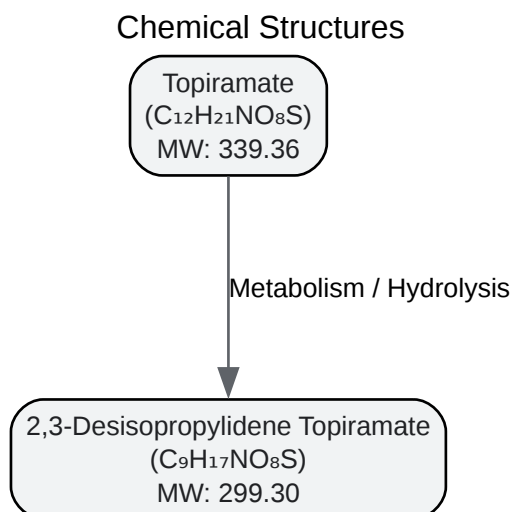 Chemical Structures
Topiramate
(C₁₂H₂₁NO₈S)
MW: 339.36
Metabolism / Hydrolysis
2,3-Desisopropylidene Topiramate
(C₉H₁₇NO₈S)
MW: 299.30